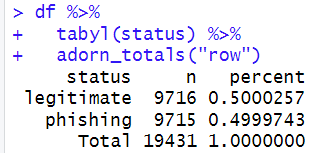 > df %>%
+   tabyl(status) %>%
+   adorn_totals("row")
     status     n   percent
 legitimate  9716 0.5000257
   phishing  9715 0.4999743
      Total 19431 1.0000000